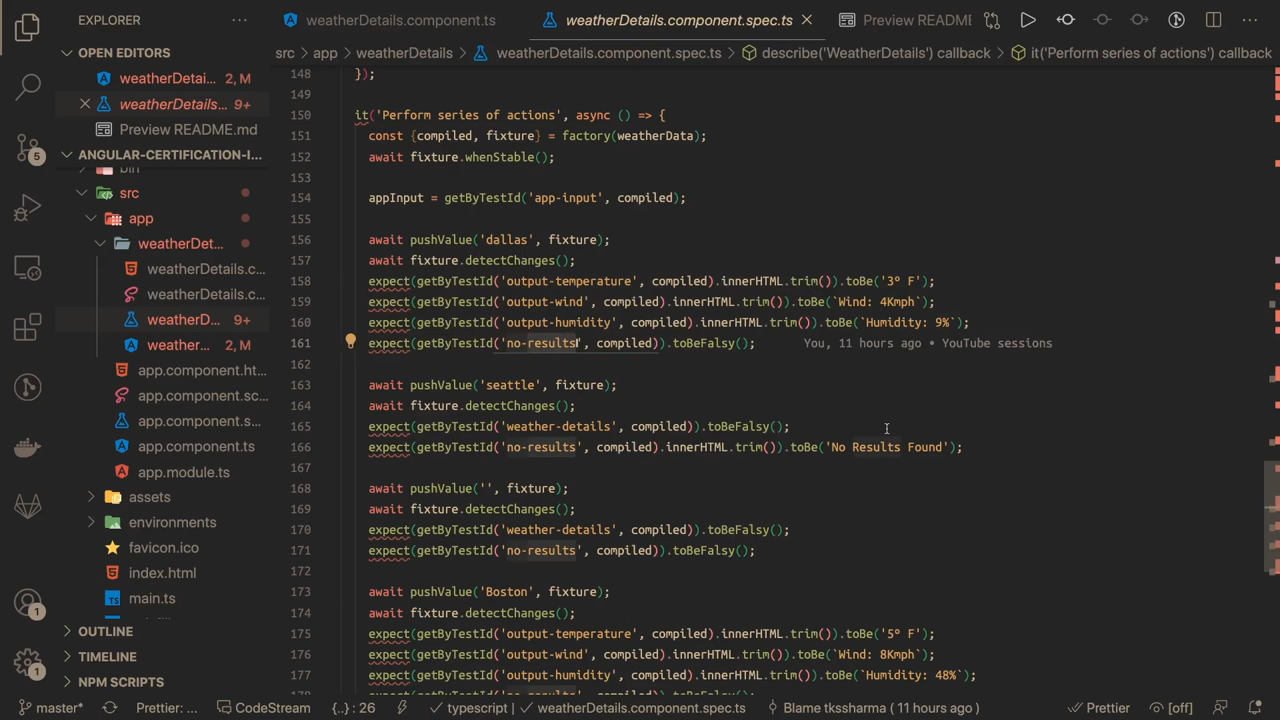 EXPLORER
weatherDetails.component.ts
weatherDetails.component.spec.ts
Preview README
OPEN EDITORS
src
app
weatherDetails
weatherDetails.component.spec.ts
describe('WeatherDetails') callback
it('Perform series of actions') callback
weatherDetai... 2, M
weatherDetails... 9+
Preview README.md
ANGULAR-CERTIFICATION-I...
5
bin
src
app
weatherDet...
weatherDetails.c...
weatherDetails.c...
weatherD... 9+
weather... 2, M
app.component.ht...
app.component.sc...
app.component.s...
app.component.ts
app.module.ts
assets
environments
favicon.ico
index.html
main.ts
OUTLINE
TIMELINE
NPM SCRIPTS
1
1
148 });
149
150 it('Perform series of actions', async () => {
151 const {compiled, fixture} = factory(weatherData);
152 await fixture.whenStable();
153
154 appInput = getByTestId('app-input', compiled);
155
156 await pushValue('dallas', fixture);
157 await fixture.detectChanges();
158 expect(getByTestId('output-temperature', compiled).innerHTML.trim()).toBe('3° F');
159 expect(getByTestId('output-wind', compiled).innerHTML.trim()).toBe(`Wind: 4Kmph`);
160 expect(getByTestId('output-humidity', compiled).innerHTML.trim()).toBe(`Humidity: 9%`);
161 expect(getByTestId('no-results', compiled)).toBeFalsy(); You, 11 hours ago • YouTube sessions
162
163 await pushValue('seattle', fixture);
164 await fixture.detectChanges();
165 expect(getByTestId('weather-details', compiled)).toBeFalsy();
166 expect(getByTestId('no-results', compiled).innerHTML.trim()).toBe('No Results Found');
167
168 await pushValue('', fixture);
169 await fixture.detectChanges();
170 expect(getByTestId('weather-details', compiled)).toBeFalsy();
171 expect(getByTestId('no-results', compiled)).toBeFalsy();
172
173 await pushValue('Boston', fixture);
174 await fixture.detectChanges();
175 expect(getByTestId('output-temperature', compiled).innerHTML.trim()).toBe('5° F');
176 expect(getByTestId('output-wind', compiled).innerHTML.trim()).toBe(`Wind: 8Kmph`);
177 expect(getByTestId('output-humidity', compiled).innerHTML.trim()).toBe(`Humidity: 48%`);
master*
Prettier: ...
CodeStream
{..} : 26
typescript | weatherDetails.component.spec.ts
Blame tkssharma ( 11 hours ago )
Prettier
[off]